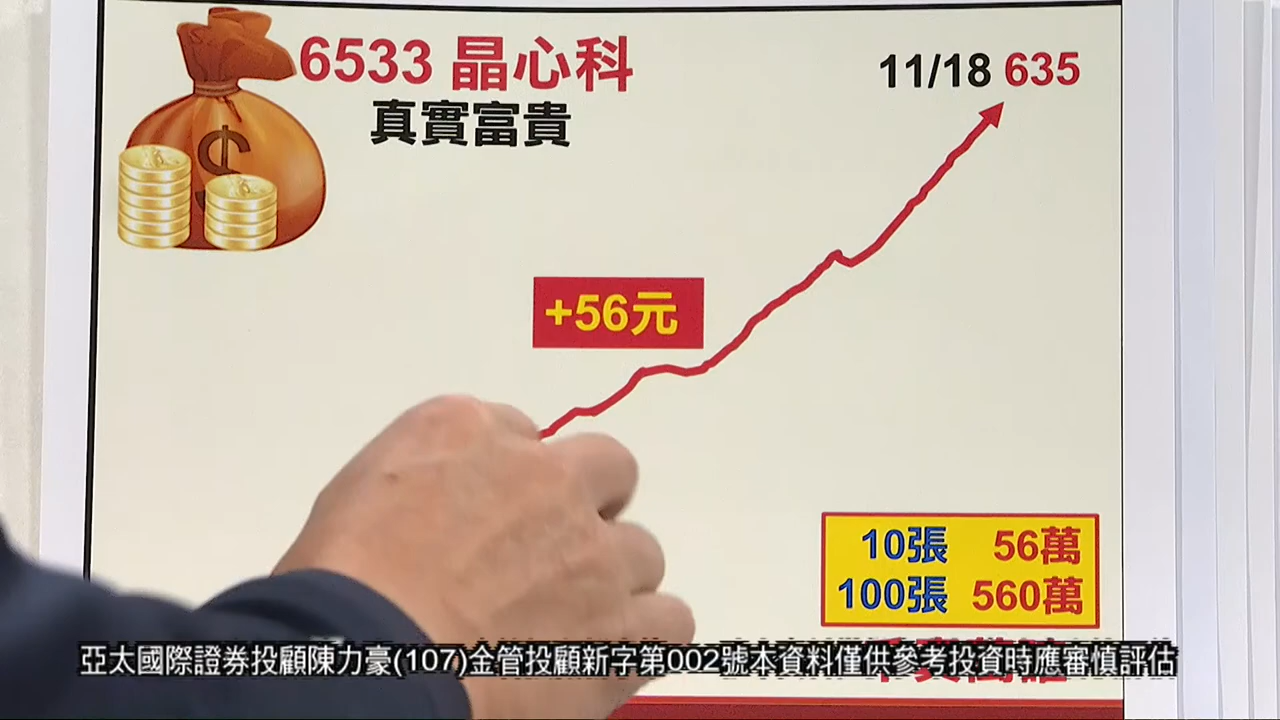 6533 晶心科
真實富貴
11/18 635
+56元
10張 56萬
100張 560萬
亞太國際證券投顧陳力豪(107)金管投顧新字第002號本資料僅供參考投資時應審慎評估